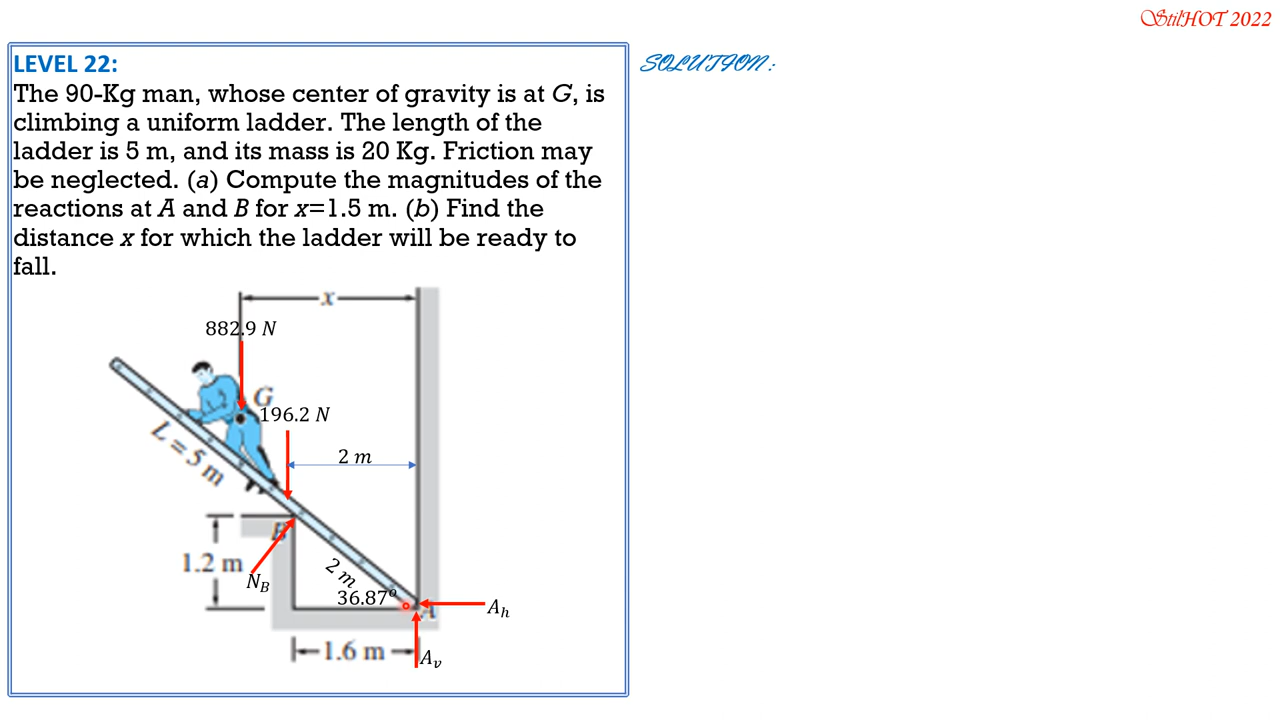 StilHOT 2022
LEVEL 22:
The 90-Kg man, whose center of gravity is at G, is
climbing a uniform ladder. The length of the
ladder is 5 m, and its mass is 20 Kg. Friction may
be neglected. (a) Compute the magnitudes of the
reactions at A and B for x=1.5 m. (b) Find the
distance x for which the ladder will be ready to
fall.
SOLUTION:
x
882.9 N
G
196.2 N
L = 5 m
2 m
B
1.2 m
N_B
2 m
36.87°
A
A_h
1.6 m
A_v